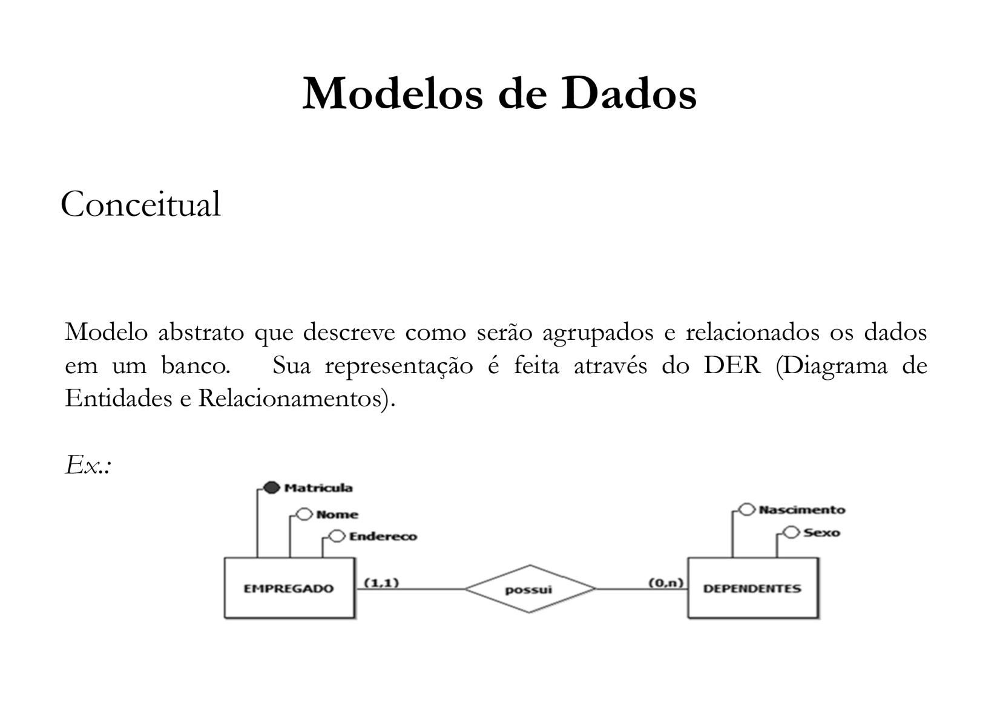 Modelos de Dados
Conceitual
Modelo abstrato que descreve como serão agrupados e relacionados os dados
em um banco. Sua representação é feita através do DER (Diagrama de
Entidades e Relacionamentos).
Ex.:
Matricula
Nome
Endereco
Nascimento
Sexo
EMPREGADO (1,1) possui (0,n) DEPENDENTES